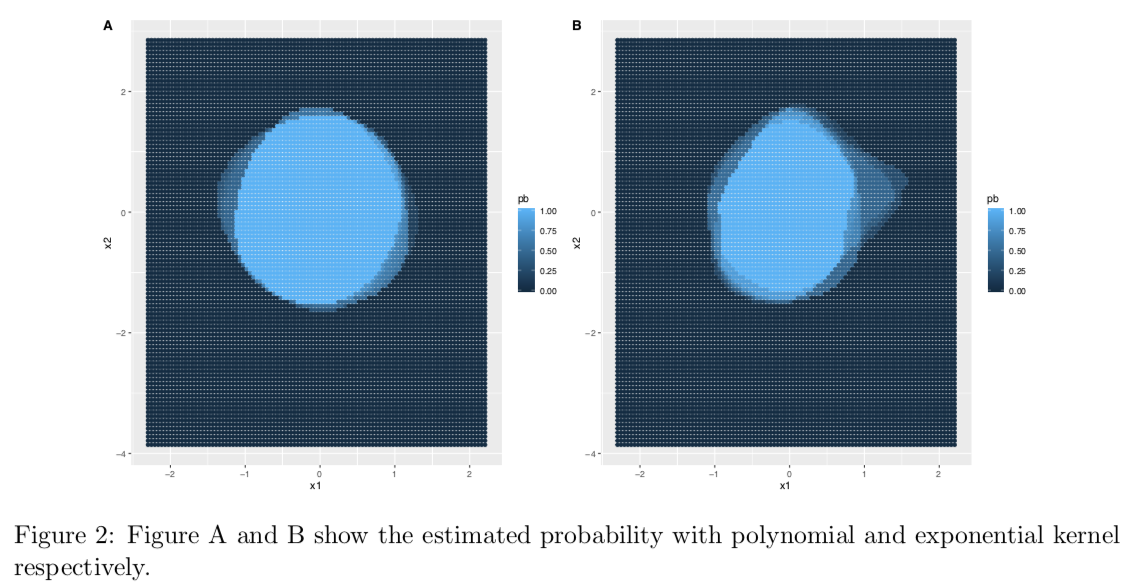 A
B
2
0
−2
−4
x2
−2
−1
0
1
2
x1
pb
1.00
0.75
0.50
0.25
0.00
2
0
−2
−4
x2
−2
−1
0
1
2
x1
pb
1.00
0.75
0.50
0.25
0.00
Figure 2: Figure A and B show the estimated probability with polynomial and exponential kernel
respectively.